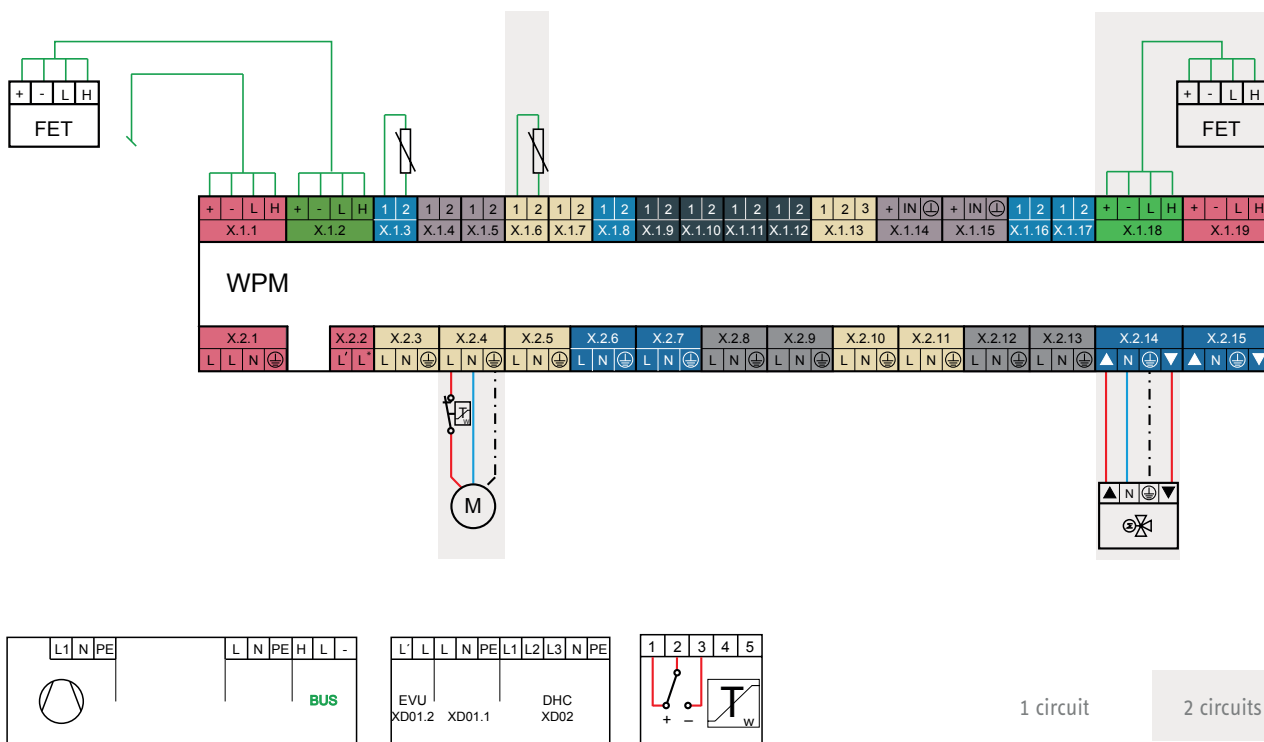 + - L H
FET
+ - L H
FET
+ - L H + - L H 1 2 1 2 1 2 1 2 1 2 1 2 1 2 1 2 1 2 1 2 1 2 3 + IN + IN 1 2 1 2 + - L H + - L H
X.1.1 X.1.2 X.1.3 X.1.4 X.1.5 X.1.6 X.1.7 X.1.8 X.1.9 X.1.10 X.1.11 X.1.12 X.1.13 X.1.14 X.1.15 X.1.16 X.1.17 X.1.18 X.1.19
WPM
X.2.1 X.2.2 X.2.3 X.2.4 X.2.5 X.2.6 X.2.7 X.2.8 X.2.9 X.2.10 X.2.11 X.2.12 X.2.13 X.2.14 X.2.15
L L N L' L* L N L N L N L N L N L N L N L N L N L N L N N N
T
W
M
N
M
L1 N PE L N PE H L -
BUS
L' L L N PE L1 L2 L3 N PE
EVU DHC
XD01.2 XD01.1 XD02
1 2 3 4 5
+ –
T
W
1 circuit 2 circuits